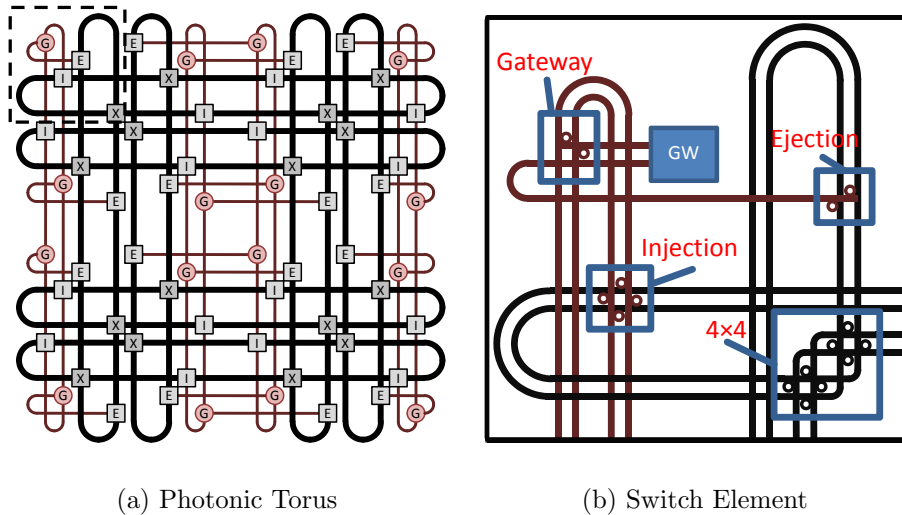 G E G E
E G E G
I X I X
X I X I
I X I X
X I X I
G E G E
E G E G
G E G E
E G E G
I X I X
X I X I
I X I X
X I X I
G E G E
E G E G
(a) Photonic Torus
Gateway
GW
Ejection
Injection
4×4
(b) Switch Element